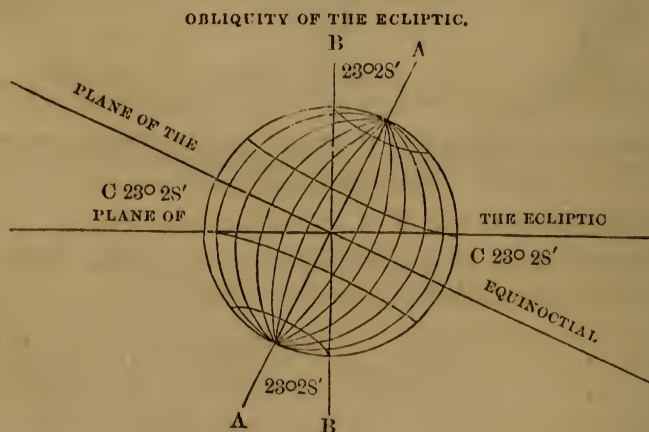 OBLIQUITY OF THE ECLIPTIC.
B
23°28′
A
PLANE OF THE
C 23° 28′
PLANE OF
THE ECLIPTIC
C 23° 28′
EQUINOCTIAL
23°28′
A
B